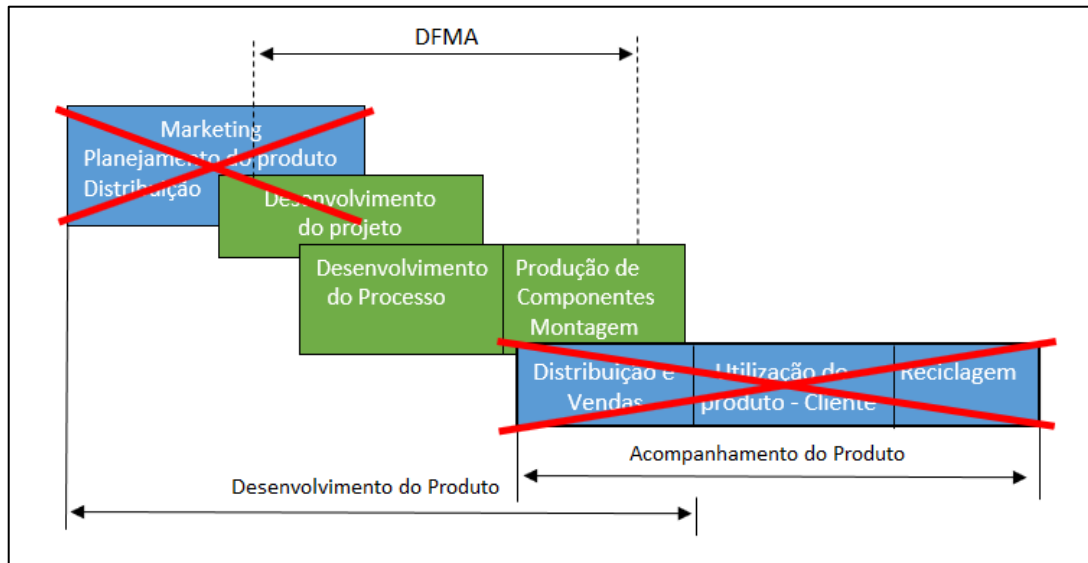 DFMA
Marketing
Planejamento do produto
Distribuição
Desenvolvimento
do projeto
Desenvolvimento
do Processo
Produção de
Componentes
Montagem
Distribuição e
Vendas
Utilização do
produto - Cliente
Reciclagem
Acompanhamento do Produto
Desenvolvimento do Produto